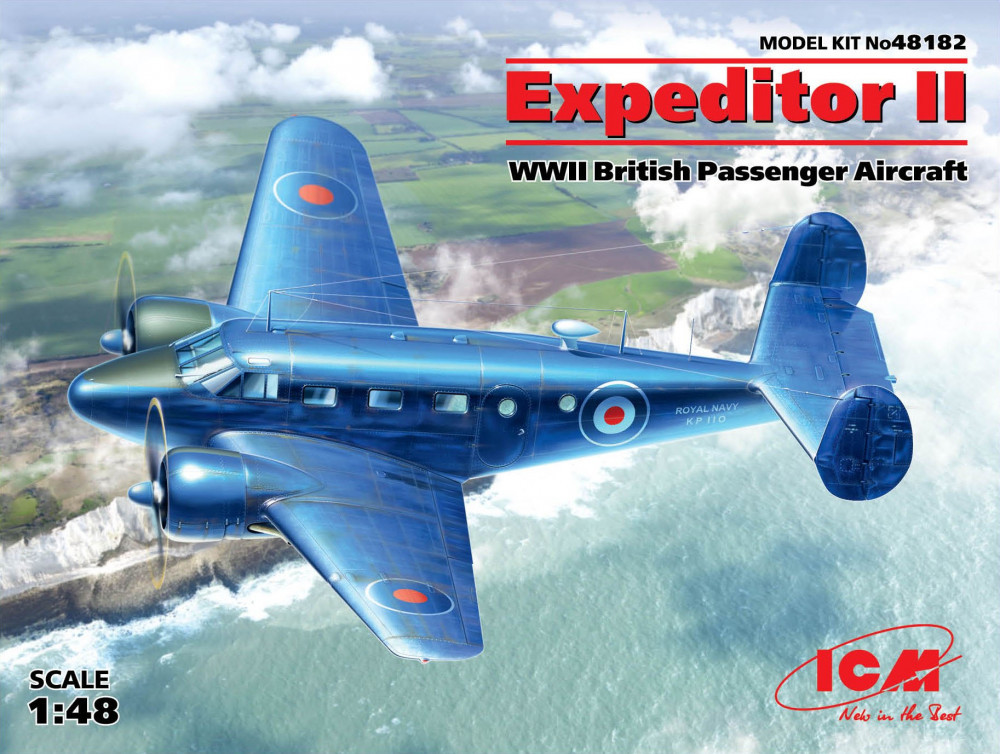 MODEL KIT No48182
Expeditor II
WWII British Passenger Aircraft
ROYAL NAVY
KP 110
SCALE
1:48
ICM
New in the Best